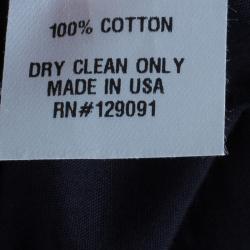 100% COTTON
DRY CLEAN ONLY
MADE IN USA
RN#129091